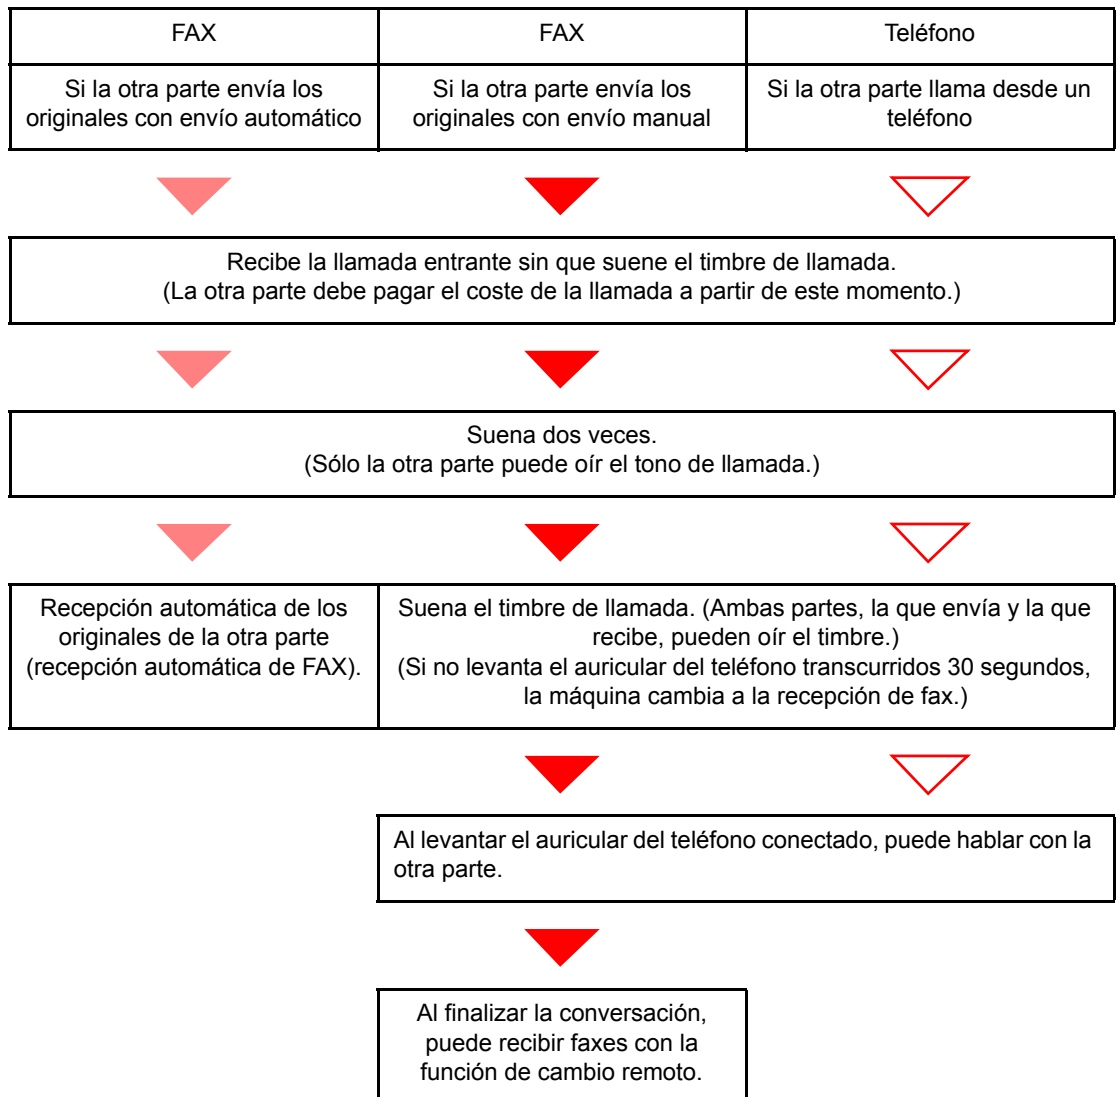 FAX
FAX
Teléfono
Si la otra parte envía los
originales con envío automático
Si la otra parte envía los
originales con envío manual
Si la otra parte llama desde un
teléfono
Recibe la llamada entrante sin que suene el timbre de llamada.
(La otra parte debe pagar el coste de la llamada a partir de este momento.)
Suena dos veces.
(Sólo la otra parte puede oír el tono de llamada.)
Recepción automática de los
originales de la otra parte
(recepción automática de FAX).
Suena el timbre de llamada. (Ambas partes, la que envía y la que
recibe, pueden oír el timbre.)
(Si no levanta el auricular del teléfono transcurridos 30 segundos,
la máquina cambia a la recepción de fax.)
Al levantar el auricular del teléfono conectado, puede hablar con la
otra parte.
Al finalizar la conversación,
puede recibir faxes con la
función de cambio remoto.